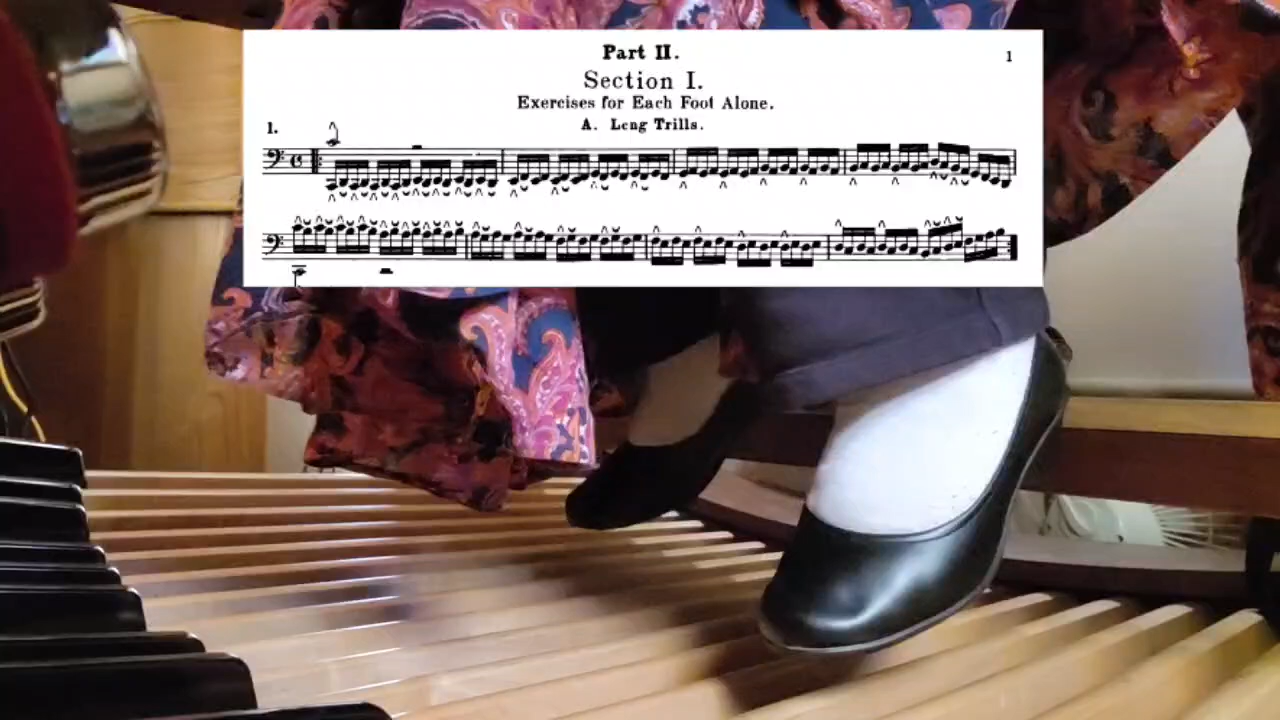 Part II.
1
Section I.
Exercises for Each Foot Alone.
A. Long Trills.
1.